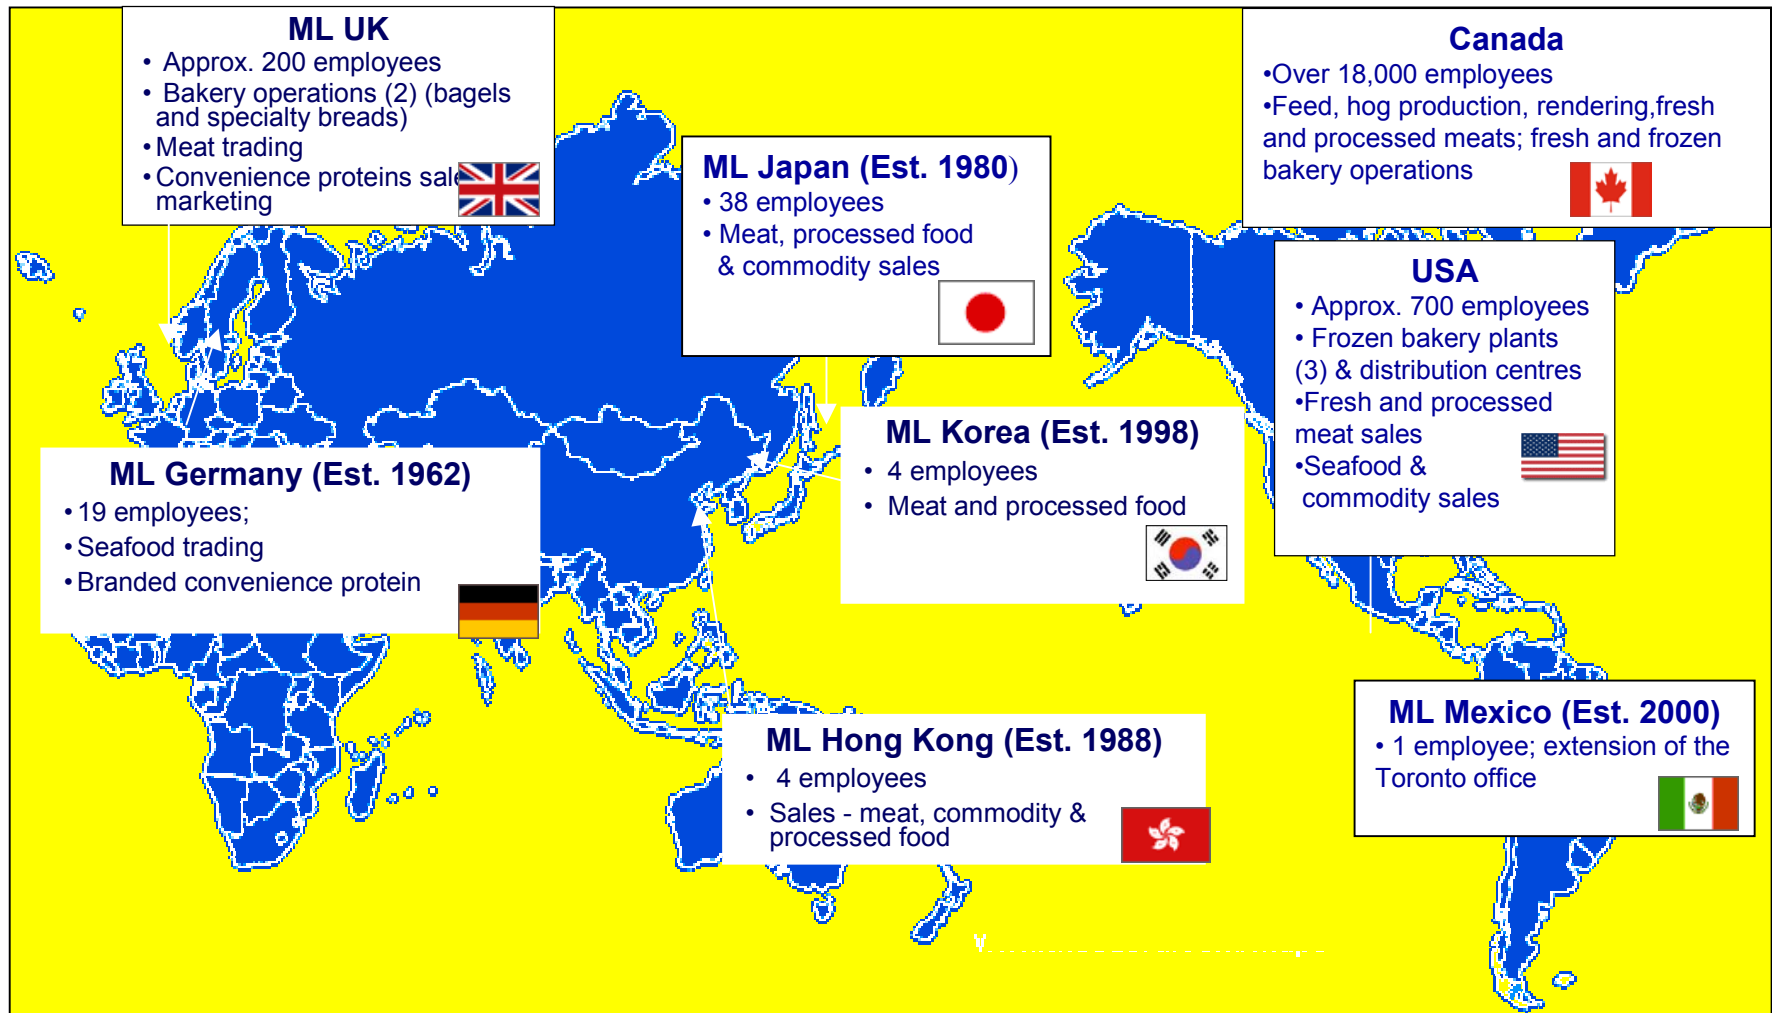 ML UK
• Approx. 200 employees
• Bakery operations (2) (bagels
and specialty breads)
• Meat trading
• Convenience proteins
marketing
Canada
•Over 18,000 employees
•Feed, hog production, rendering,fresh
and processed meats; fresh and frozen
bakery operations
ML Japan (Est. 1980)
• 38 employees
• Meat, processed food
& commodity sales
USA
• Approx. 700 employees
• Frozen bakery plants
(3) & distribution centres
•Fresh and processed
meat sales
•Seafood &
commodity sales
ML Korea (Est. 1998)
• 4 employees
• Meat and processed food
ML Germany (Est. 1962)
•19 employees;
•Seafood trading
•Branded convenience protein
ML Hong Kong (Est. 1988)
• 4 employees
• Sales - meat, commodity &
processed food
ML Mexico (Est. 2000)
• 1 employee; extension of the
Toronto office